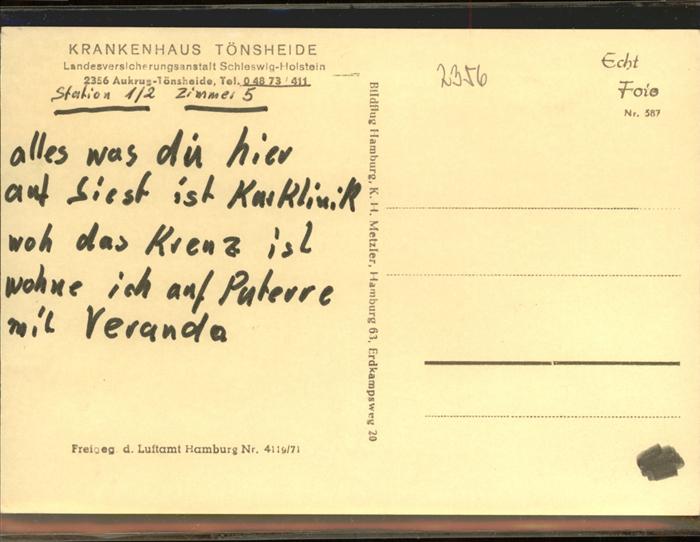 KRANKENHAUS TÖNSHEIDE
Landesversicherungsanstalt Schleswig-Holstein
2356 Aukrug-Tönsheide, Tel. 0 48 73 / 411
Station 1/2 Zimmer 5
alles was du hier
auf Siest ist Kurklinik
woh das Kreuz ist
wohne ich auf Paterre
mit Veranda
Freigeg. d. Luftamt Hamburg Nr. 4119/71
Bildflug Hamburg, K. H. Metzler, Hamburg 63, Erdkampsweg 20
2356
Echt
Foto
Nr. 587